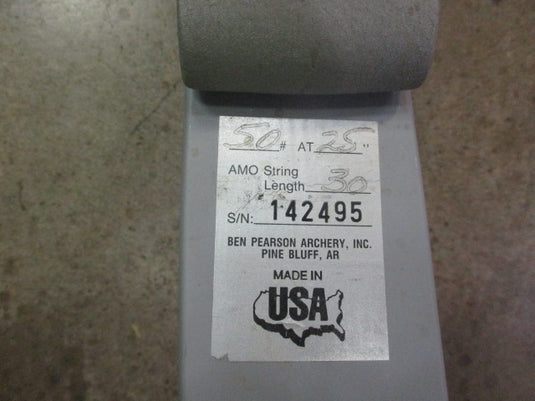 50 # AT 25 "
AMO String
Length 30
S/N: 142495
BEN PEARSON ARCHERY, INC.
PINE BLUFF, AR
MADE IN
USA